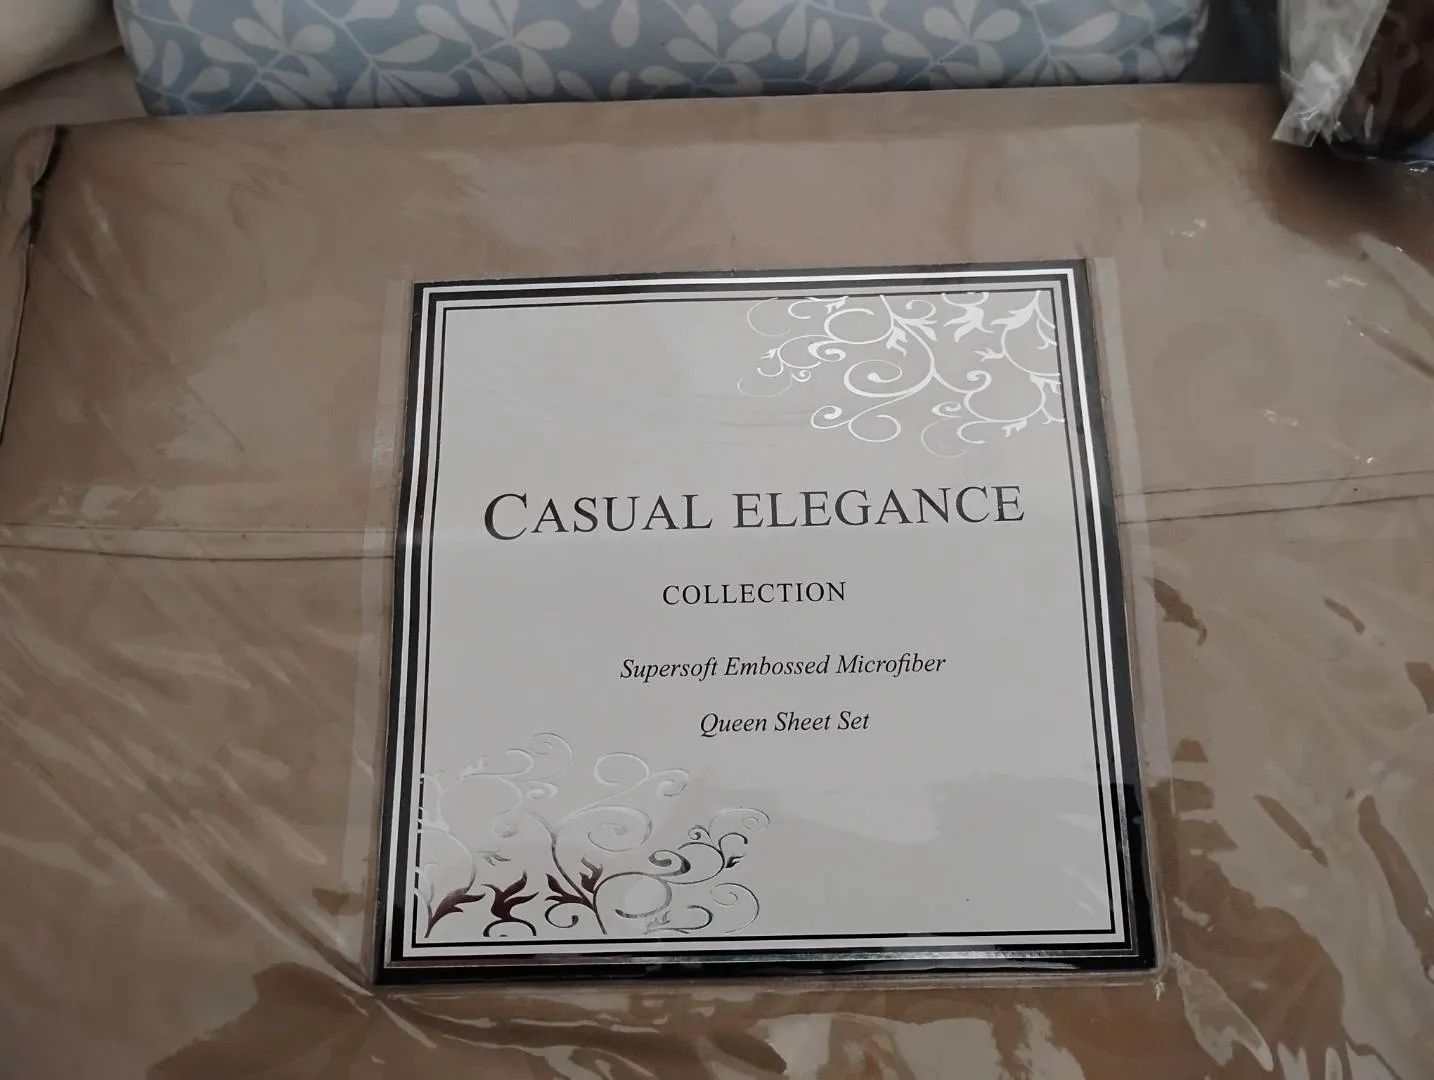 CASUAL ELEGANCE
COLLECTION
Supersoft Embossed Microfiber
Queen Sheet Set